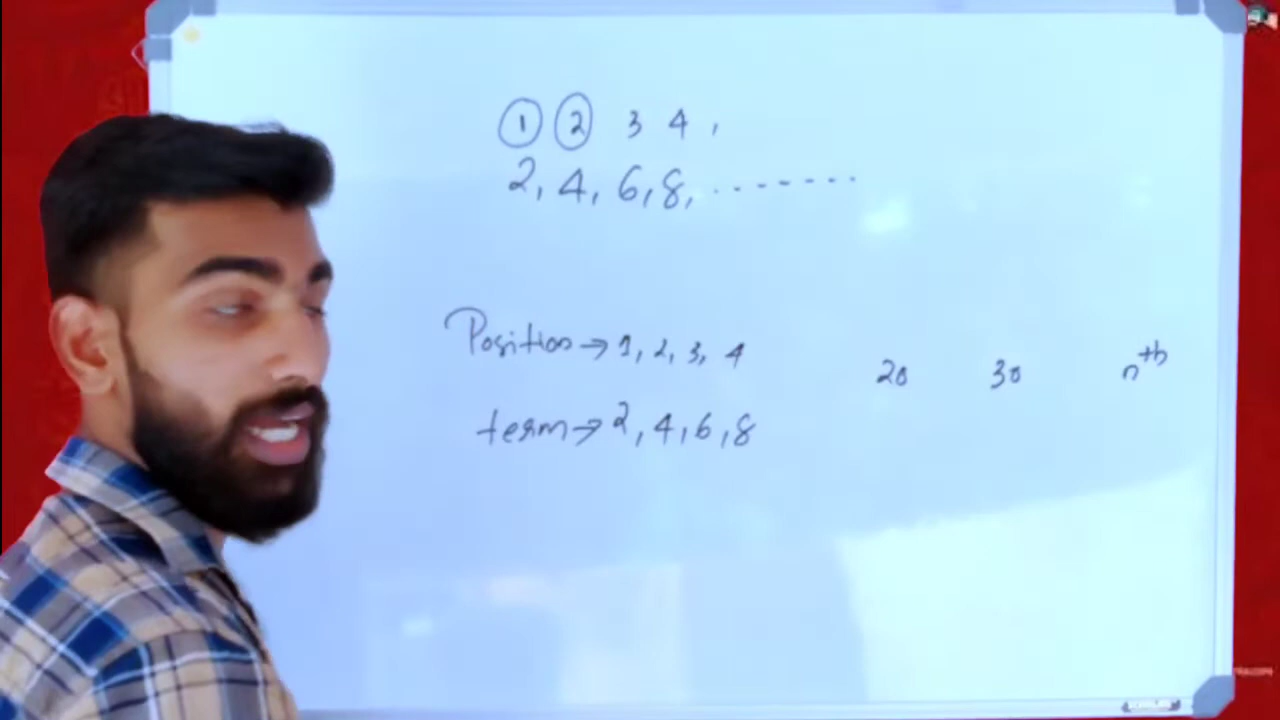 1 2 3 4,
2, 4, 6, 8, .......
Position → 1, 2, 3, 4 20 30 nth
term → 2, 4, 6, 8